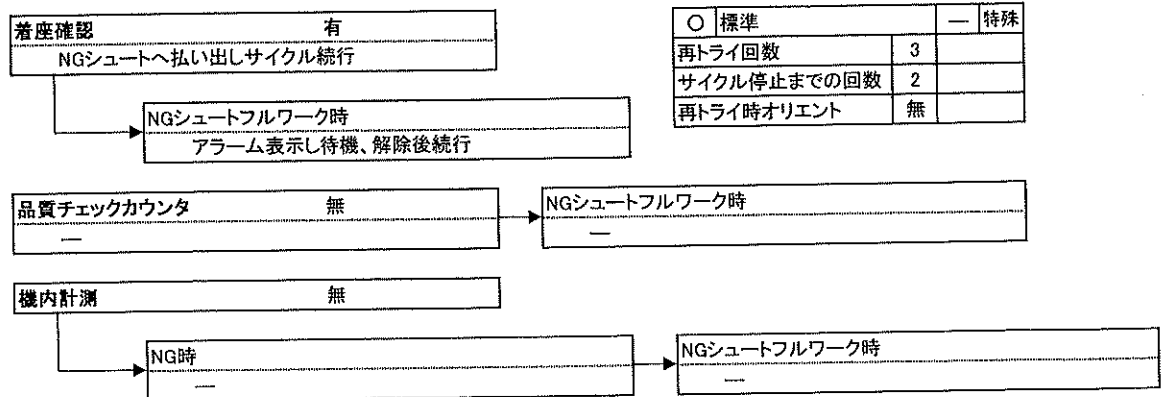 着座確認 有
NGシュートへ払い出しサイクル続行
NGシュートフルワーク時
アラーム表示し待機、解除後続行
○ 標準 — 特殊
再トライ回数 3
サイクル停止までの回数 2
再トライ時オリエント 無
品質チェックカウンタ 無
—
NGシュートフルワーク時
—
機内計測 無
NG時
—
NGシュートフルワーク時
—